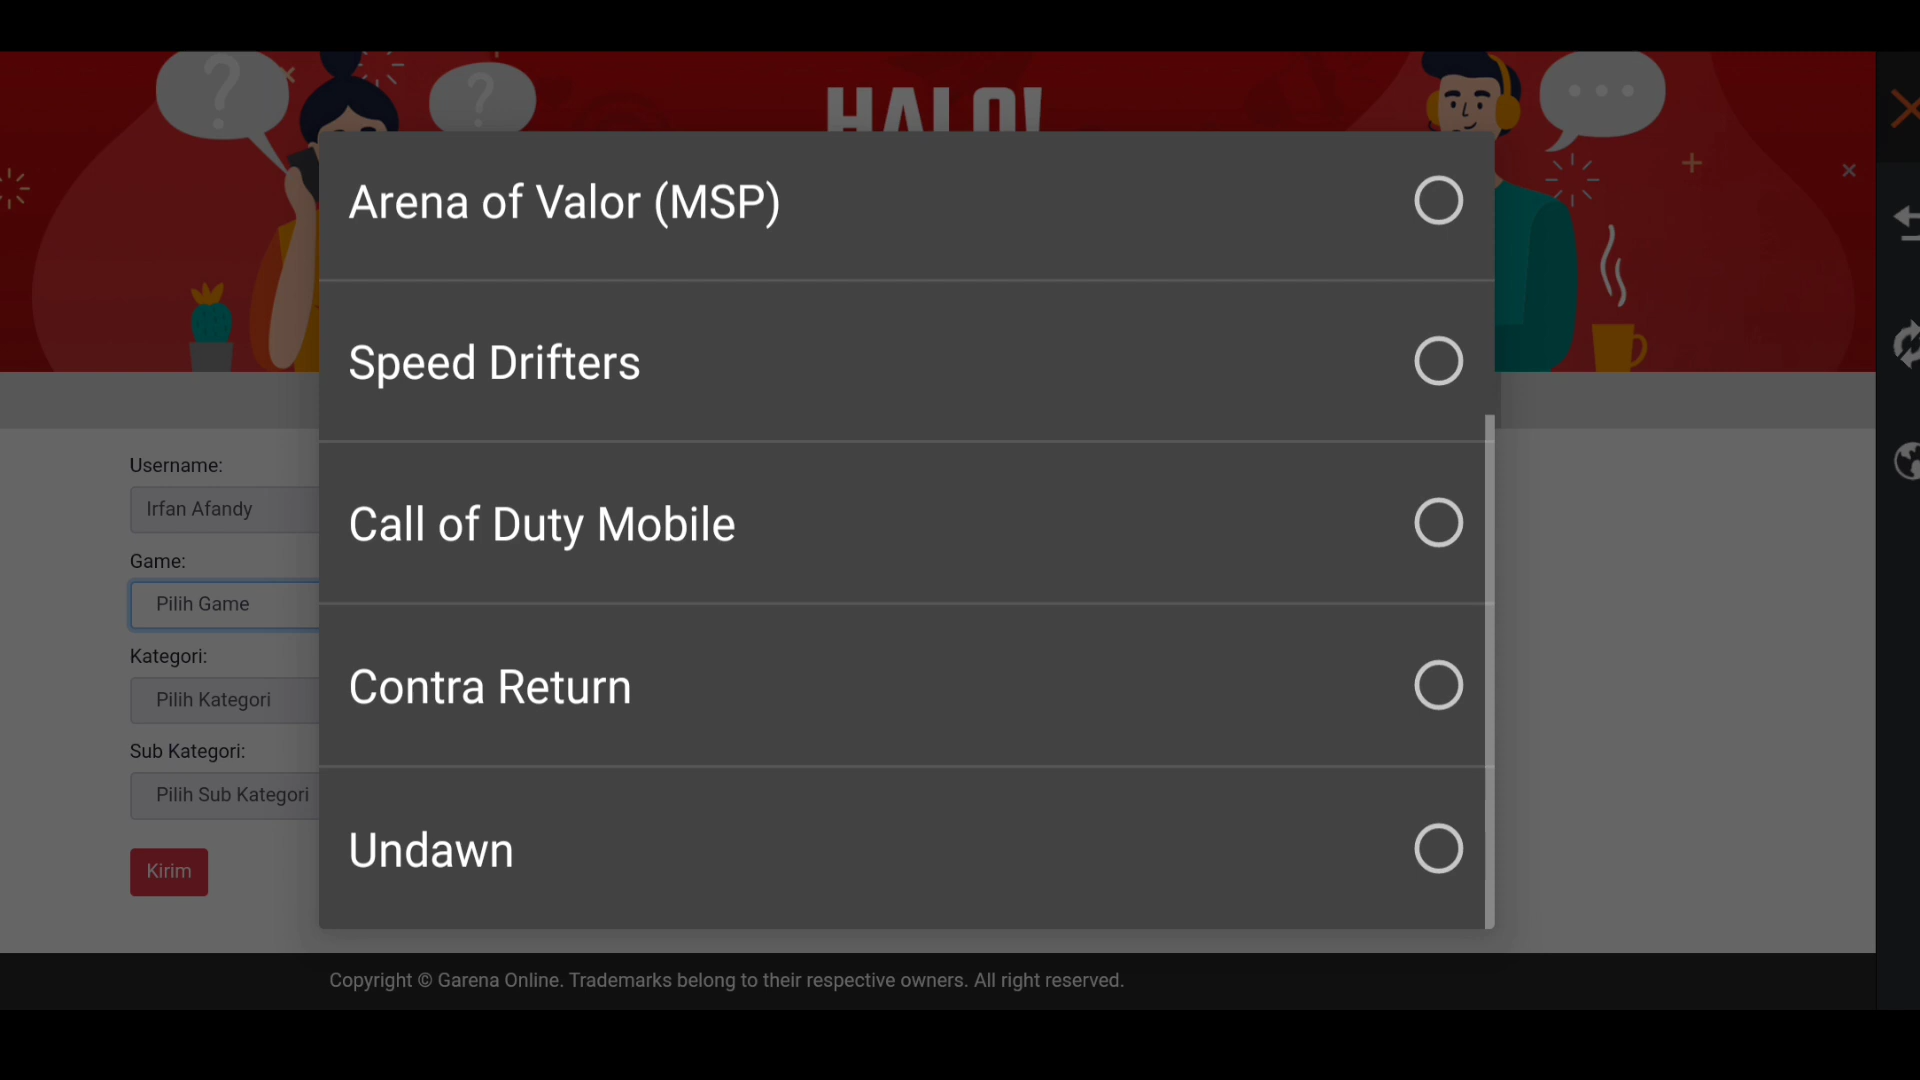 HALO!
Arena of Valor (MSP)
Speed Drifters
Call of Duty Mobile
Contra Return
Undawn
Username:
Irfan Afandy
Game:
Pilih Game
Kategori:
Pilih Kategori
Sub Kategori:
Pilih Sub Kategori
Kirim
Copyright © Garena Online. Trademarks belong to their respective owners. All right reserved.